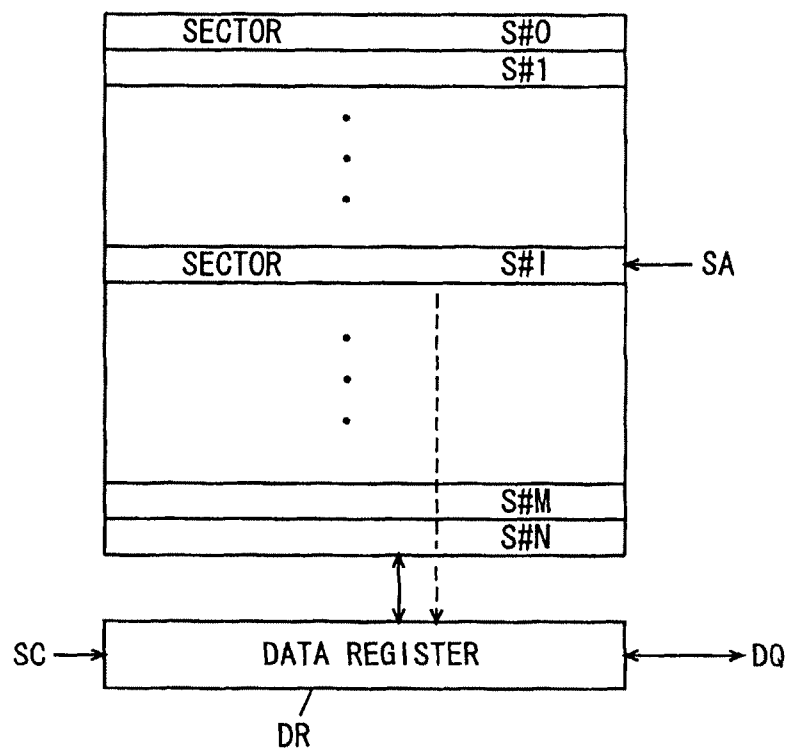 SECTOR S#0
S#1
SECTOR S#I
SA
S#M
S#N
SC
DATA REGISTER
DQ
DR